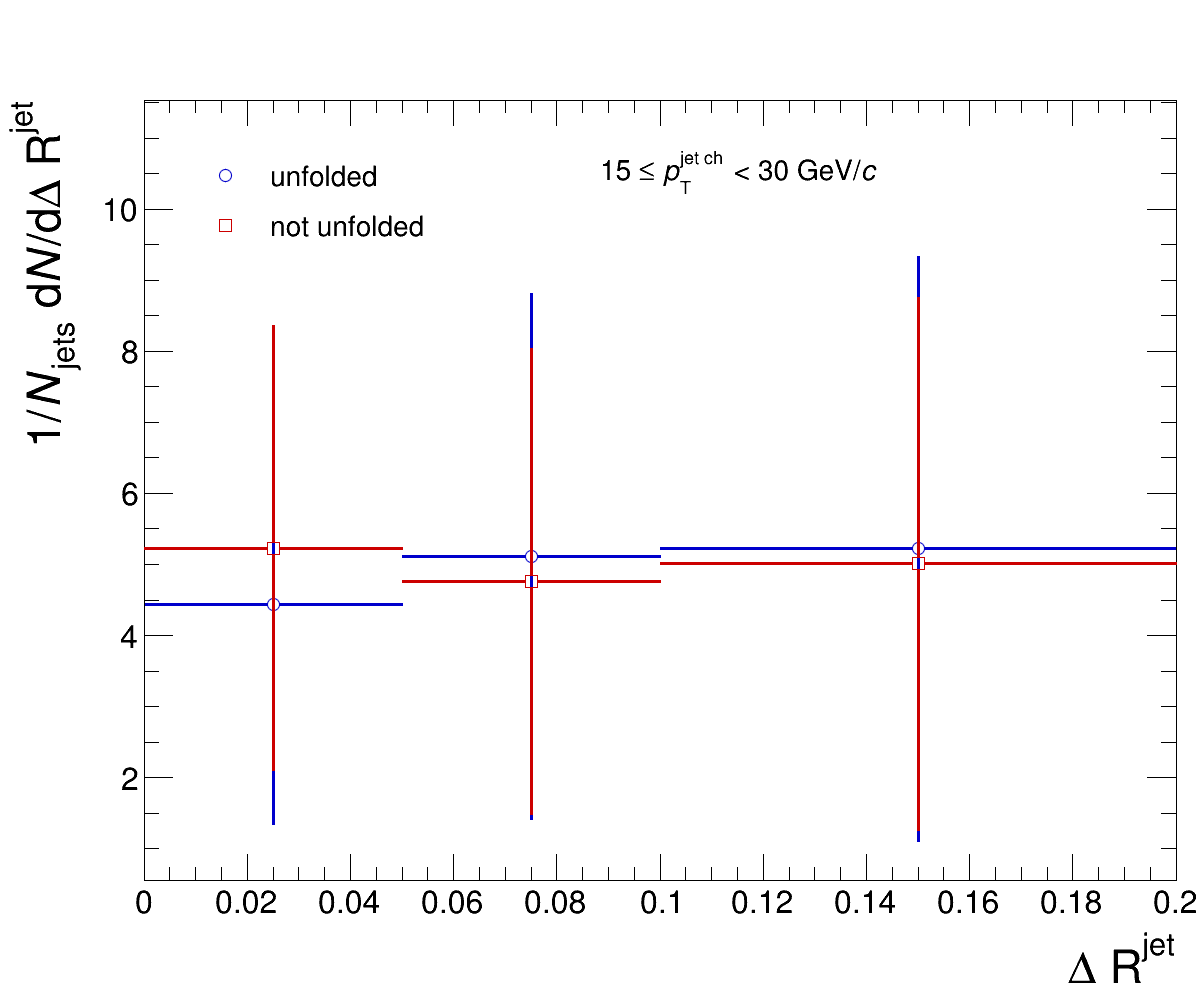 1/N_jets dN/dΔ R^jet
unfolded
not unfolded
15 ≤ p_T^jet ch < 30 GeV/c
10
8
6
4
2
0 0.02 0.04 0.06 0.08 0.1 0.12 0.14 0.16 0.18 0.2
Δ R^jet